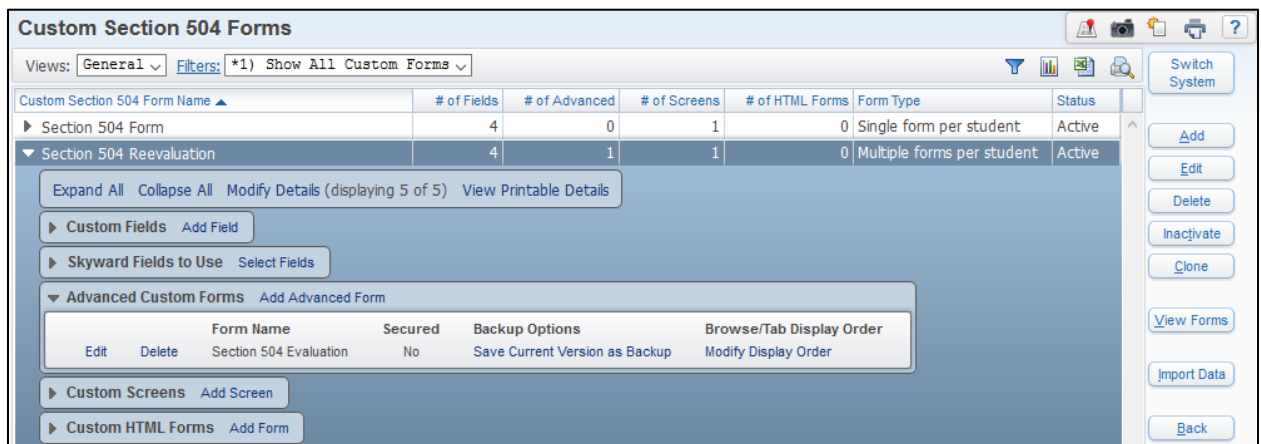 Custom Section 504 Forms
?
Views: General Filters: *1) Show All Custom Forms
Switch System
Custom Section 504 Form Name # of Fields # of Advanced # of Screens # of HTML Forms Form Type Status
Section 504 Form 4 0 1 0 Single form per student Active
Section 504 Reevaluation 4 1 1 0 Multiple forms per student Active
Expand All Collapse All Modify Details (displaying 5 of 5) View Printable Details
Custom Fields Add Field
Skyward Fields to Use Select Fields
Advanced Custom Forms Add Advanced Form
Form Name Secured Backup Options Browse/Tab Display Order
Edit Delete Section 504 Evaluation No Save Current Version as Backup Modify Display Order
Custom Screens Add Screen
Custom HTML Forms Add Form
Add
Edit
Delete
Inactivate
Clone
View Forms
Import Data
Back